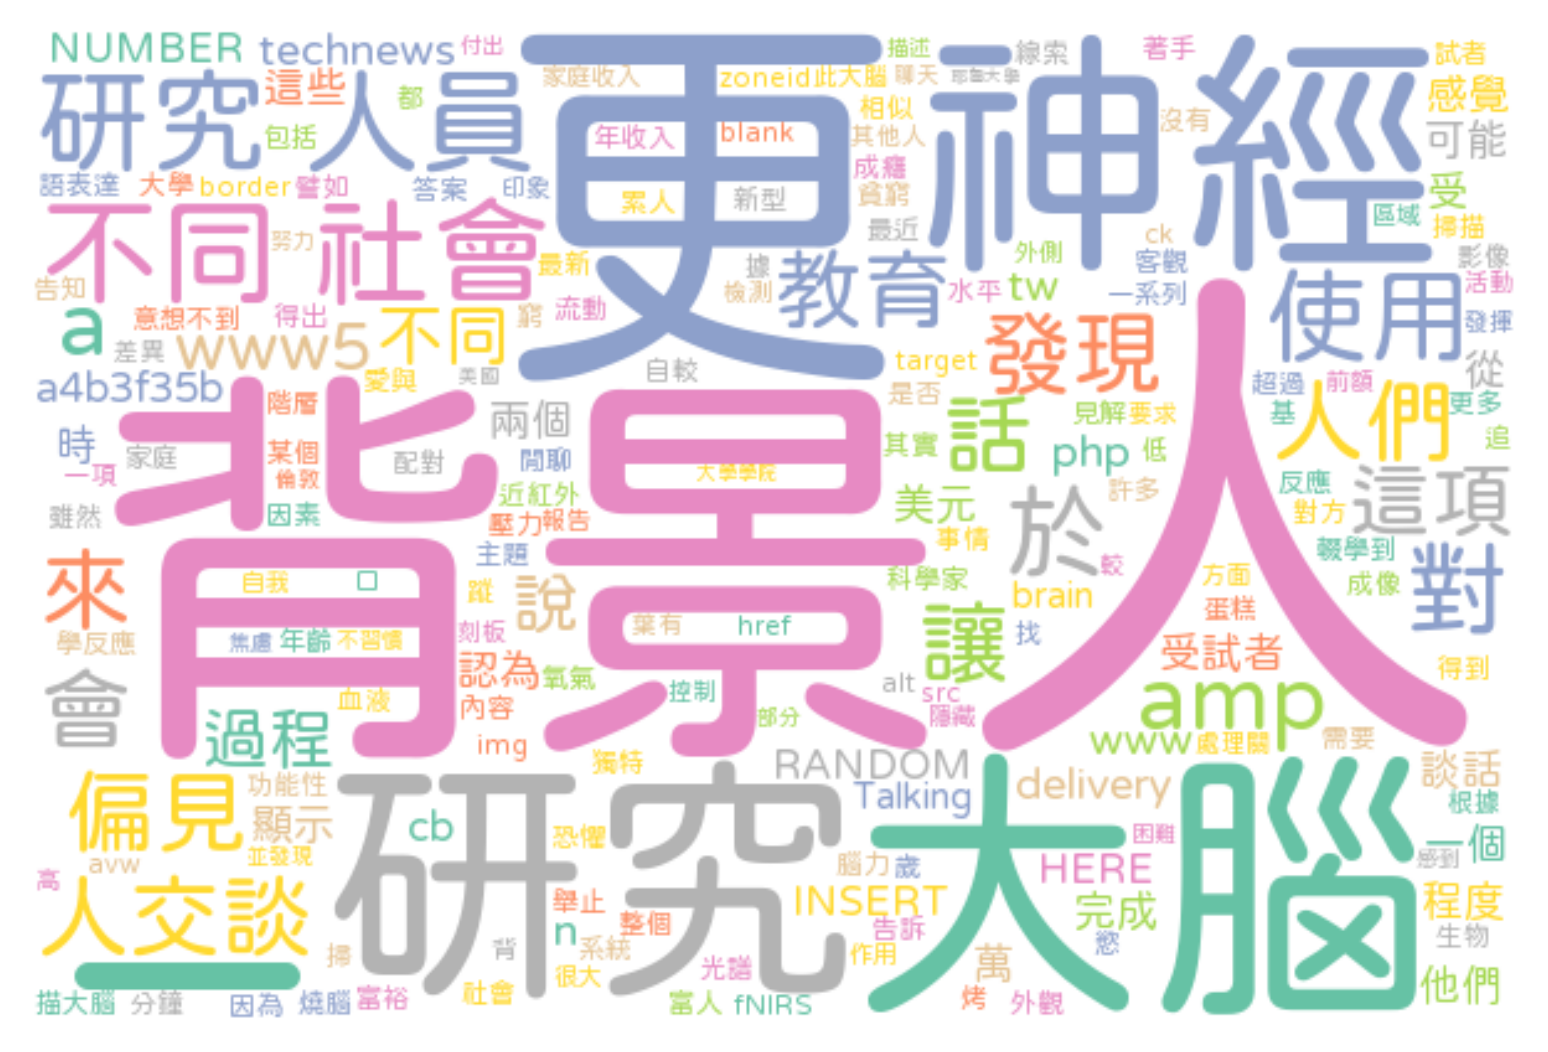 NUMBER technews 付出 更 描述 神經 線索 著手 試者
研究人員 這些 都 包括 家庭收入 zoneid此大腦 聊天 耶魯大學 相似 感覺
年收入 blank 其他人 沒有 可能
語表達 大學 border 譬如 答案 印象 累人 新型 成癮 貧窮 受
不同社會 努力 最近 ck 區域 掃描
告知 最新 據 檢測 教育 水平 tw 外側 客觀 一系列 影像 活動
a 意想不到 得出 窮 流動 使用 發揮
差異 www5 不同 自較 target 發現 從
a4b3f35b 愛與 美國 是否 超過 前額 更多
背景人 階層 兩個 話 見解 要求 基 人們 追
時 家庭 某個 配對 閒聊 大學學院 其實 php 低
一項 倫敦 近紅外 許多 反應 這項
雖然 因素 壓力 報告 美元 於 對方
主題 事情 輟學到 對
來 自我 口 蹴 說 科學家 較 方面 成像
brain 蛋糕
學反應 焦慮 年齡 不習慣 刻板 葉有 href 讓 找 受試者
會 認為 氧氣 控制 alt src 得到
血液 內容 部分 隱藏 amp
過程 img www 處理關 需要
偏見 功能性 研究 獨特 RANDOM delivery 大腦 談話
顯示 cb 恐懼 Talking 根據
avw 並發現 腦力 歲 困難 一個
高 HERE 感到
人交談 舉止 整個 INSERT 完成 程度
n 系統 告訴 生物
一 掃 背 很大 光譜 作用 萬 慾 他們
描大腦 分鐘 因為 燒腦 富裕 社會 富人 fNIRS 烤 外觀